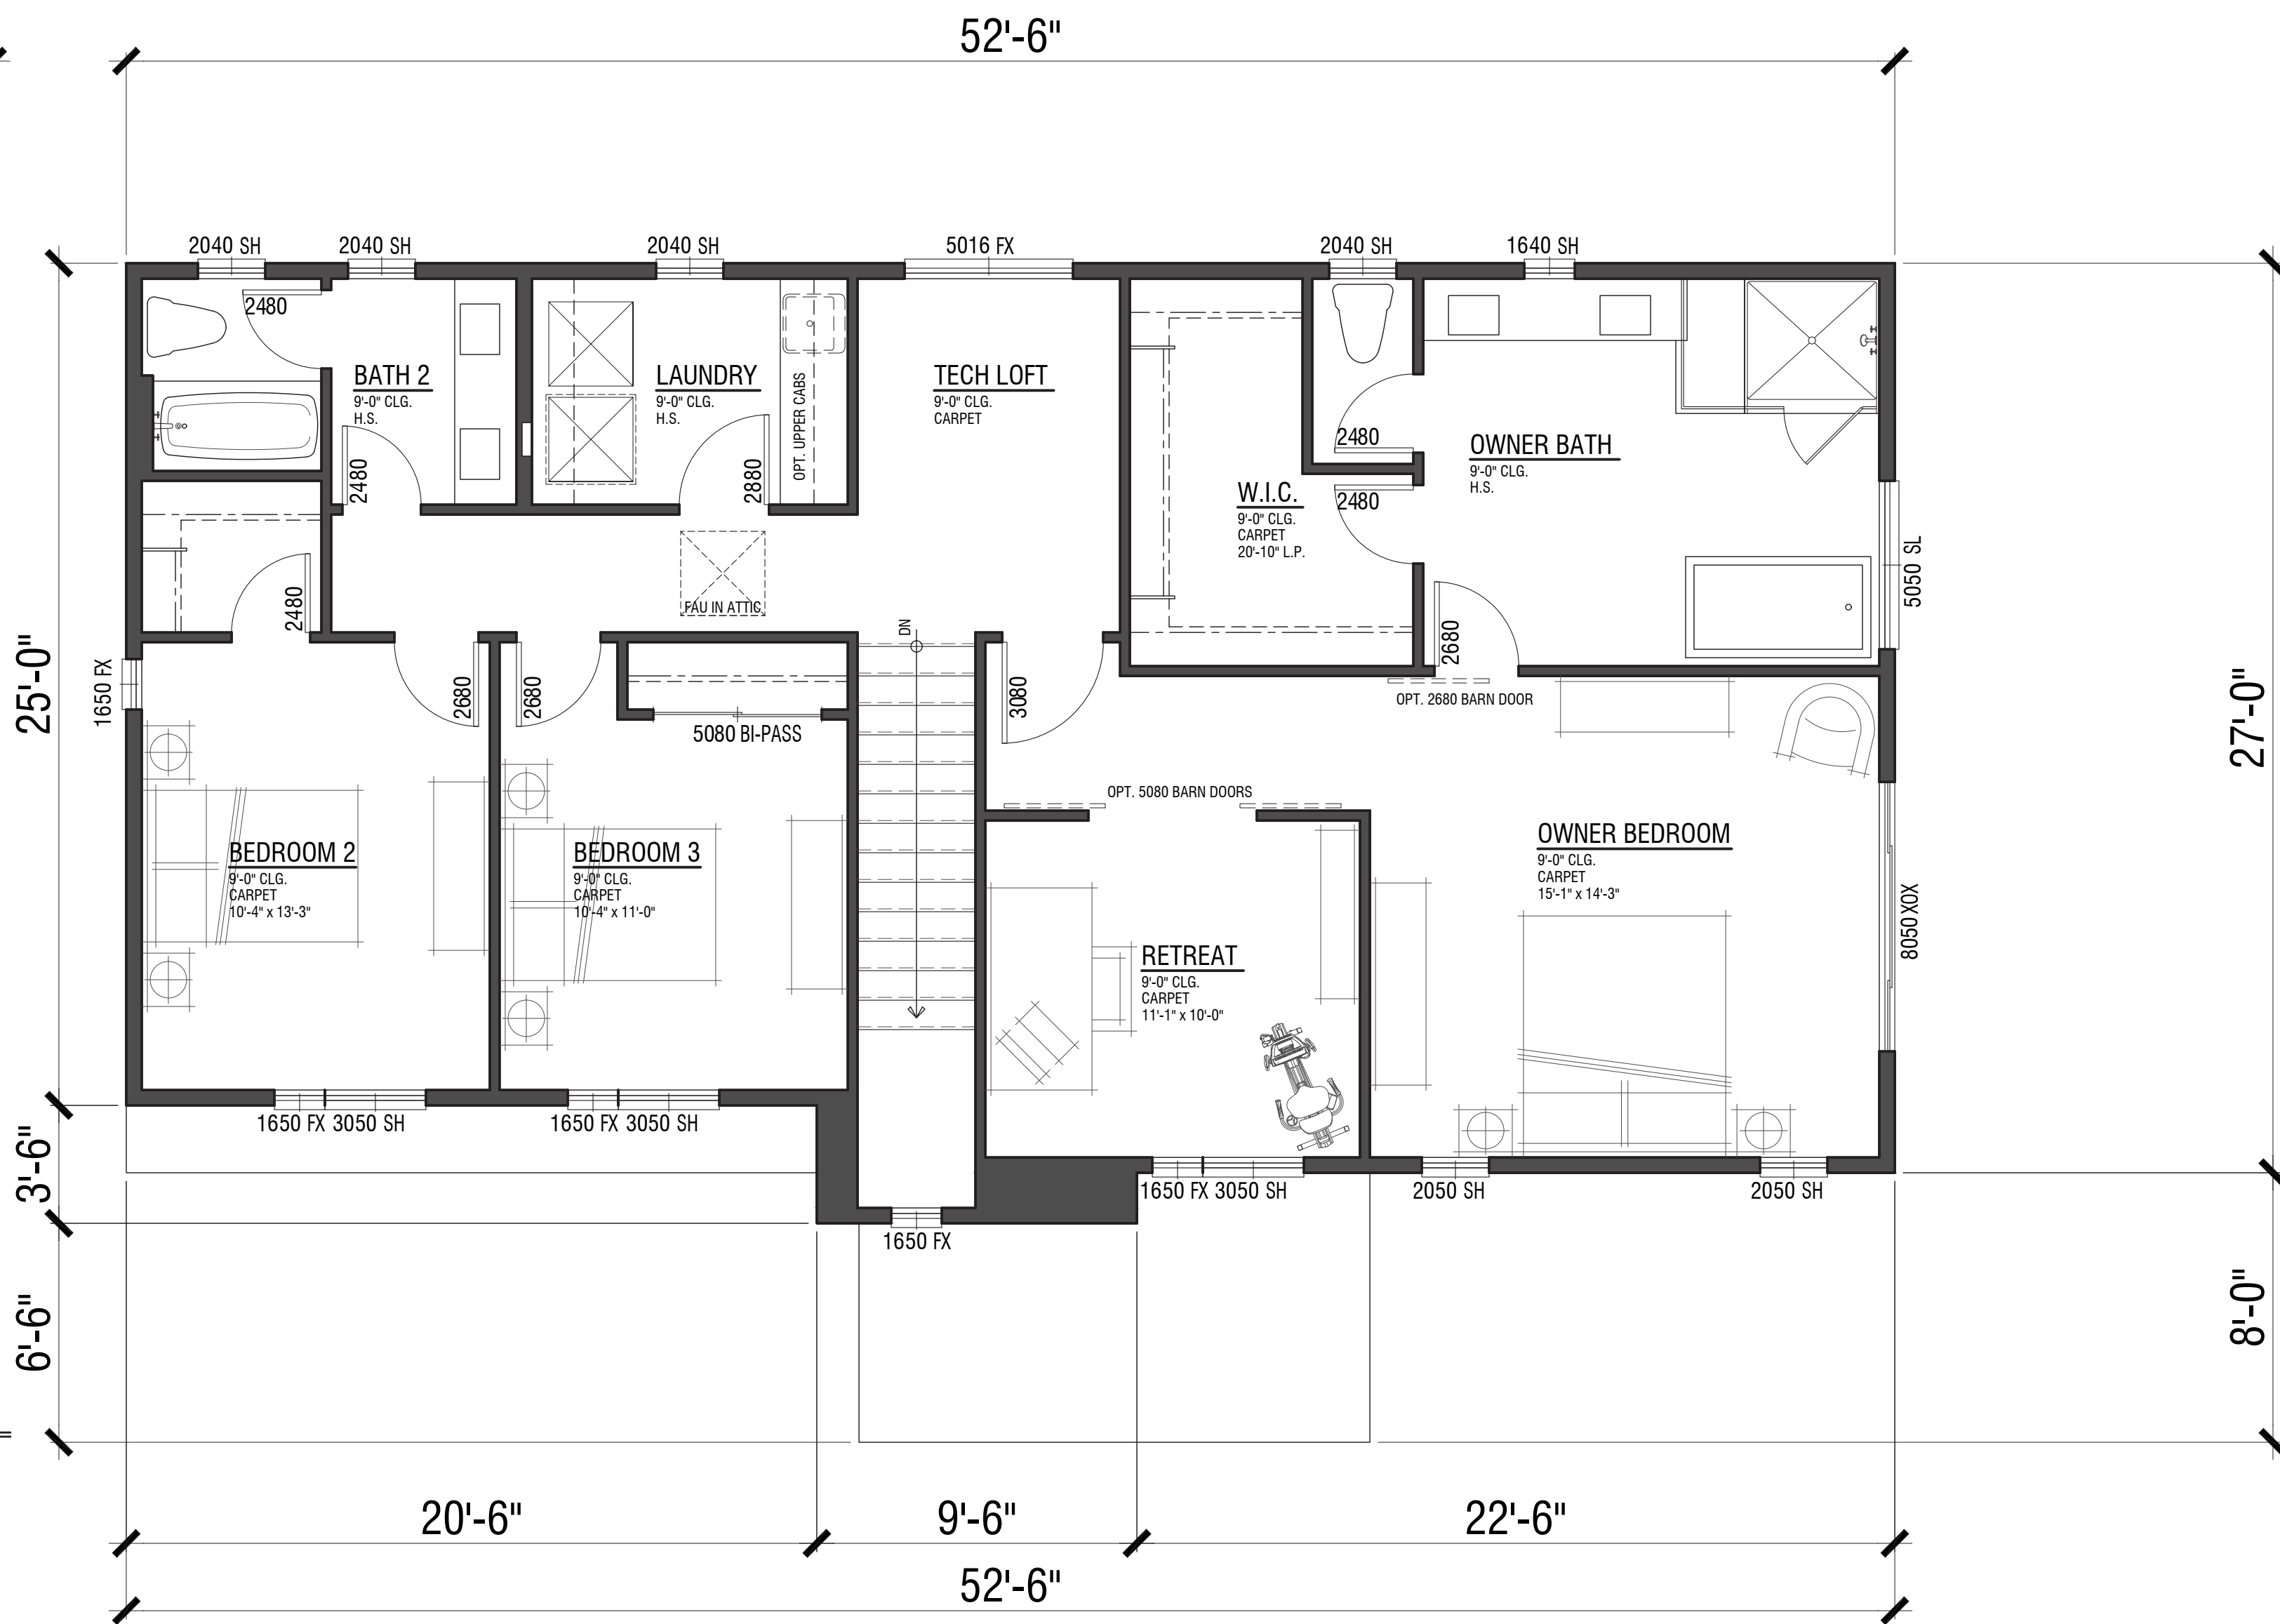 52'-6"
2040 SH
2040 SH
2040 SH
5016 FX
2040 SH
1640 SH
2480
BATH 2
9'-0" CLG.
H.S.
2480
LAUNDRY
9'-0" CLG.
H.S.
2880
OPT. UPPER CABS
TECH LOFT
9'-0" CLG.
CARPET
2480
OWNER BATH
9'-0" CLG.
H.S.
W.I.C.
9'-0" CLG.
CARPET
20'-10" L.P.
2480
5050 SL
2480
FAU IN ATTIC
DN
2680
25'-0"
1650 FX
2680
2680
5080 BI-PASS
3080
OPT. 2680 BARN DOOR
27'-0"
OPT. 5080 BARN DOORS
BEDROOM 2
9'-0" CLG.
CARPET
10'-4" x 13'-3"
BEDROOM 3
9'-0" CLG.
CARPET
10'-4" x 11'-0"
OWNER BEDROOM
9'-0" CLG.
CARPET
15'-1" x 14'-3"
8050 XOX
RETREAT
9'-0" CLG.
CARPET
11'-1" x 10'-0"
1650 FX 3050 SH
1650 FX 3050 SH
3'-6"
1650 FX 3050 SH
2050 SH
2050 SH
1650 FX
6'-6"
8'-0"
"
20'-6"
9'-6"
22'-6"
52'-6"